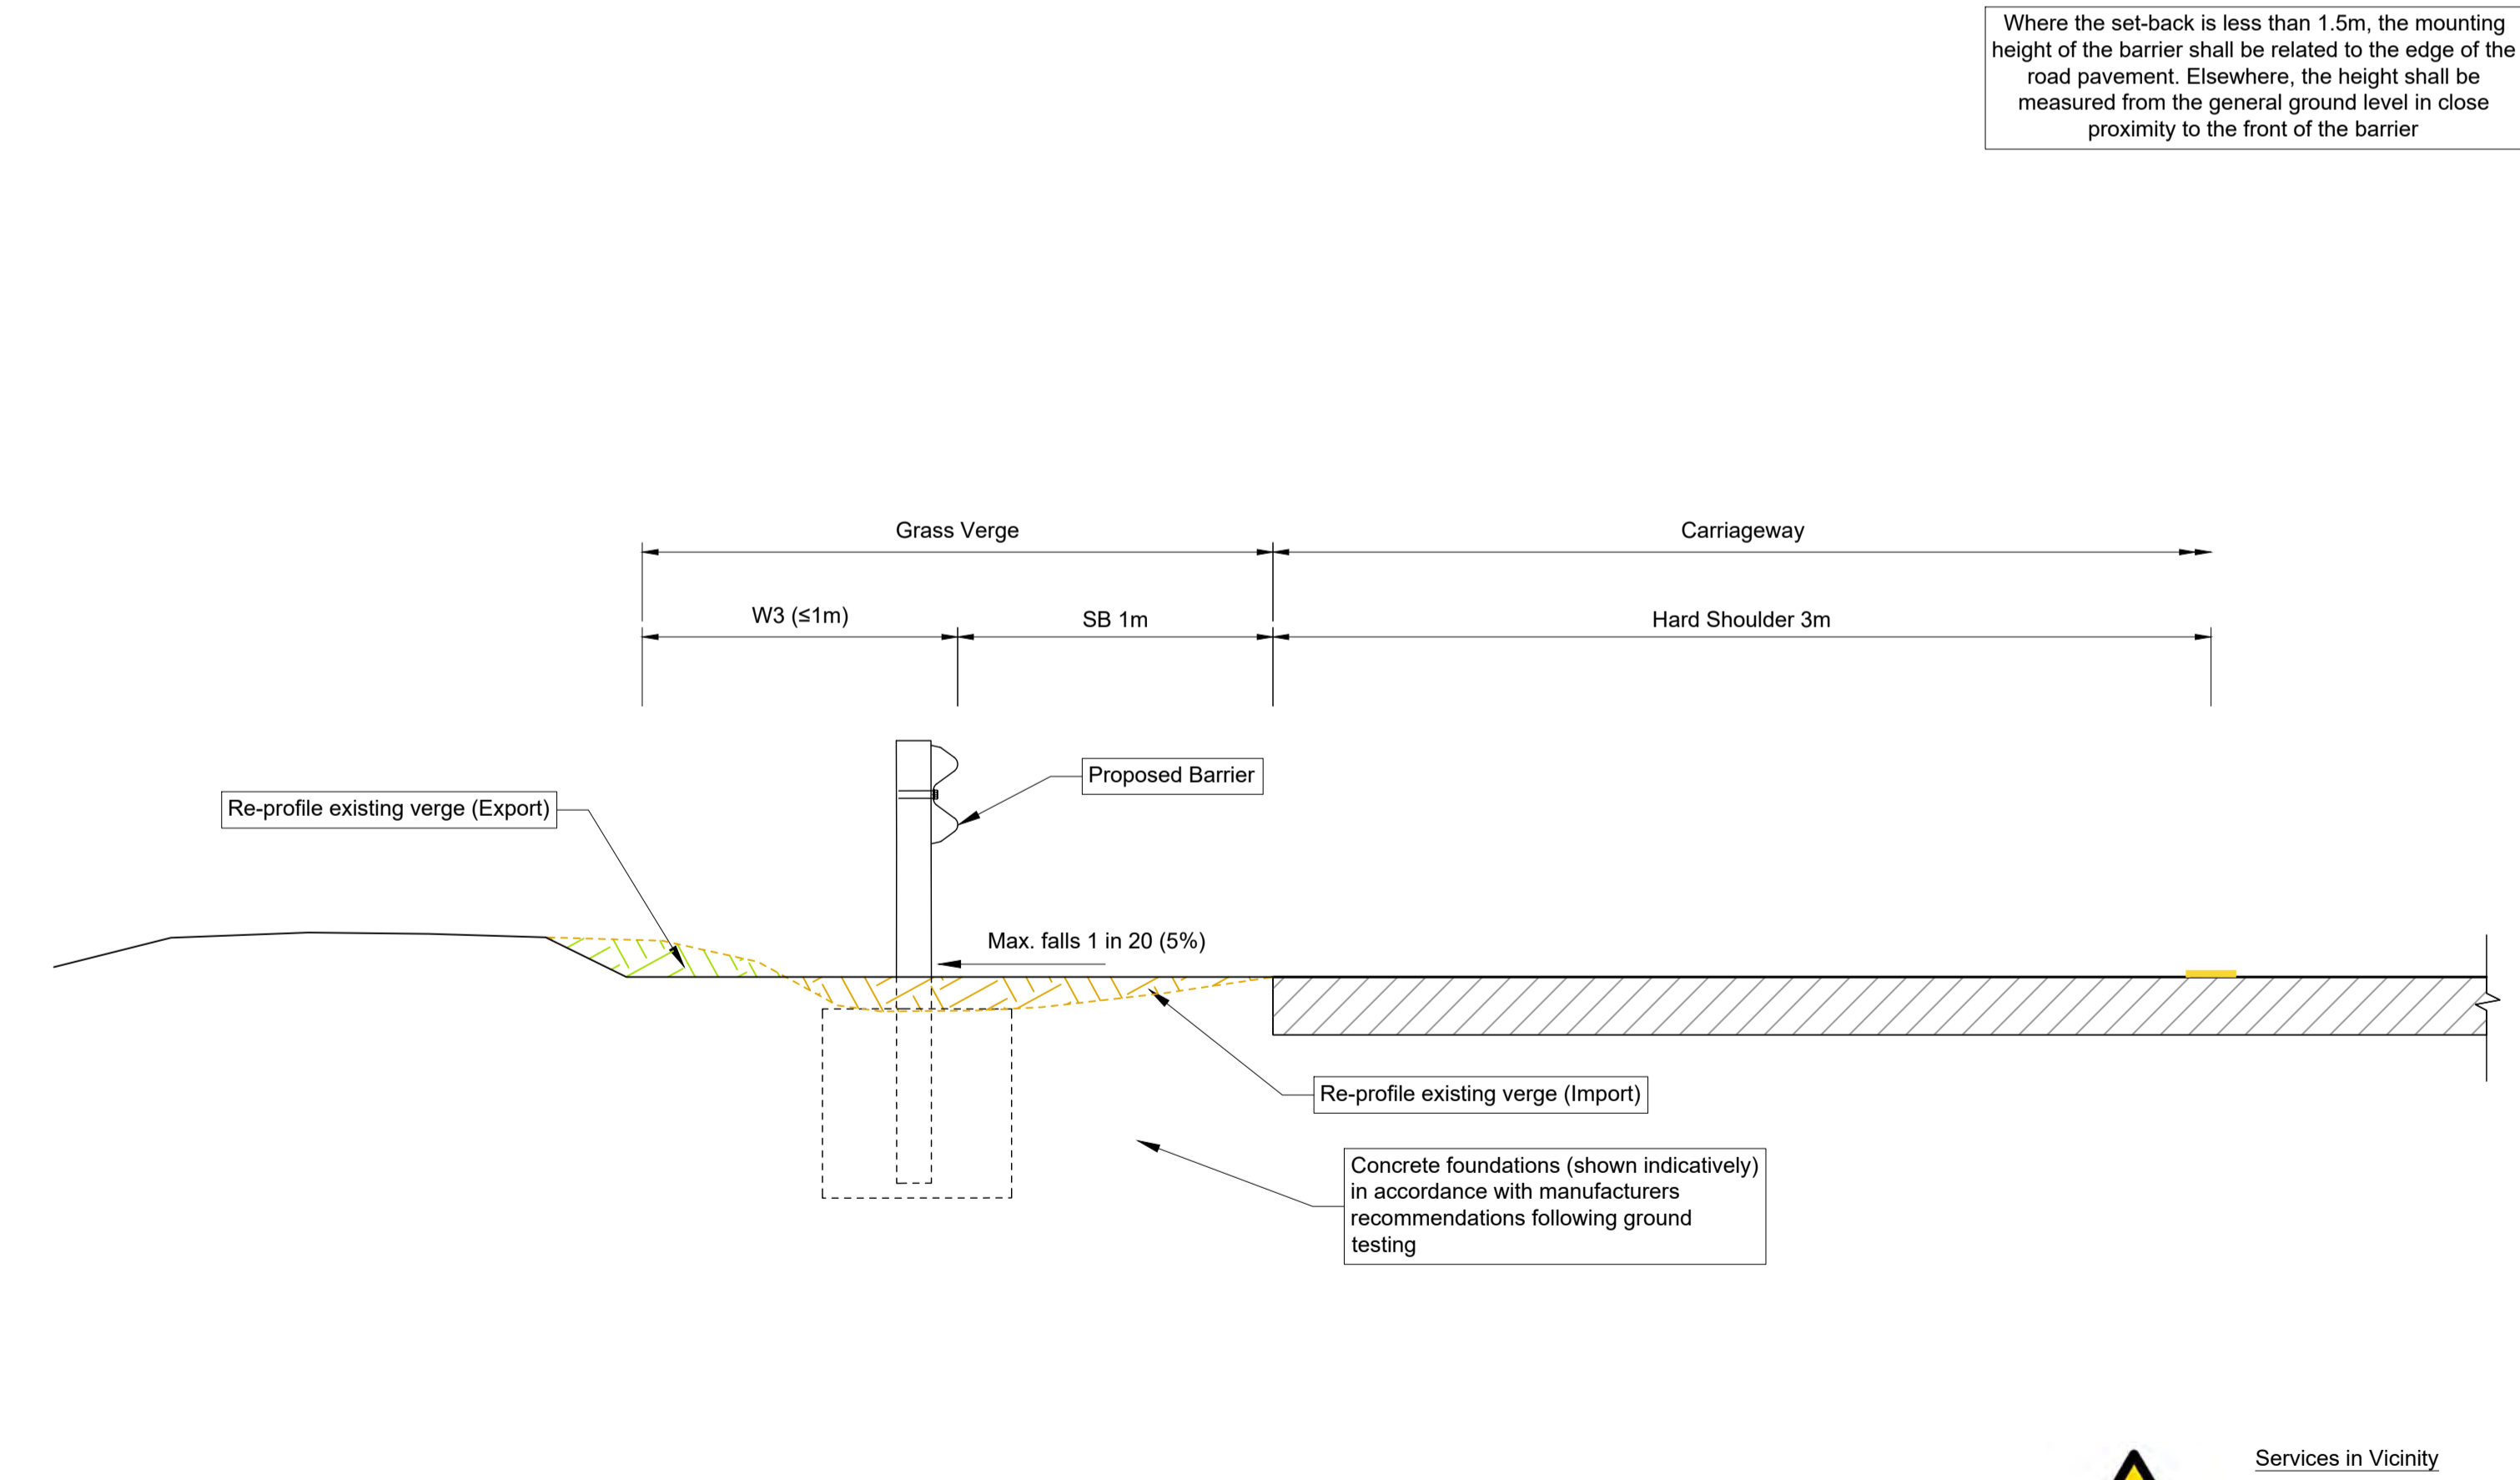 Where the set-back is less than 1.5m, the mounting
height of the barrier shall be related to the edge of the
road pavement. Elsewhere, the height shall be
measured from the general ground level in close
proximity to the front of the barrier
Grass Verge
Carriageway
W3 (≤1m)
SB 1m
Hard Shoulder 3m
Proposed Barrier
Re-profile existing verge (Export)
Max. falls 1 in 20 (5%)
Re-profile existing verge (Import)
Concrete foundations (shown indicatively)
in accordance with manufacturers
recommendations following ground
testing
Services in Vicinity